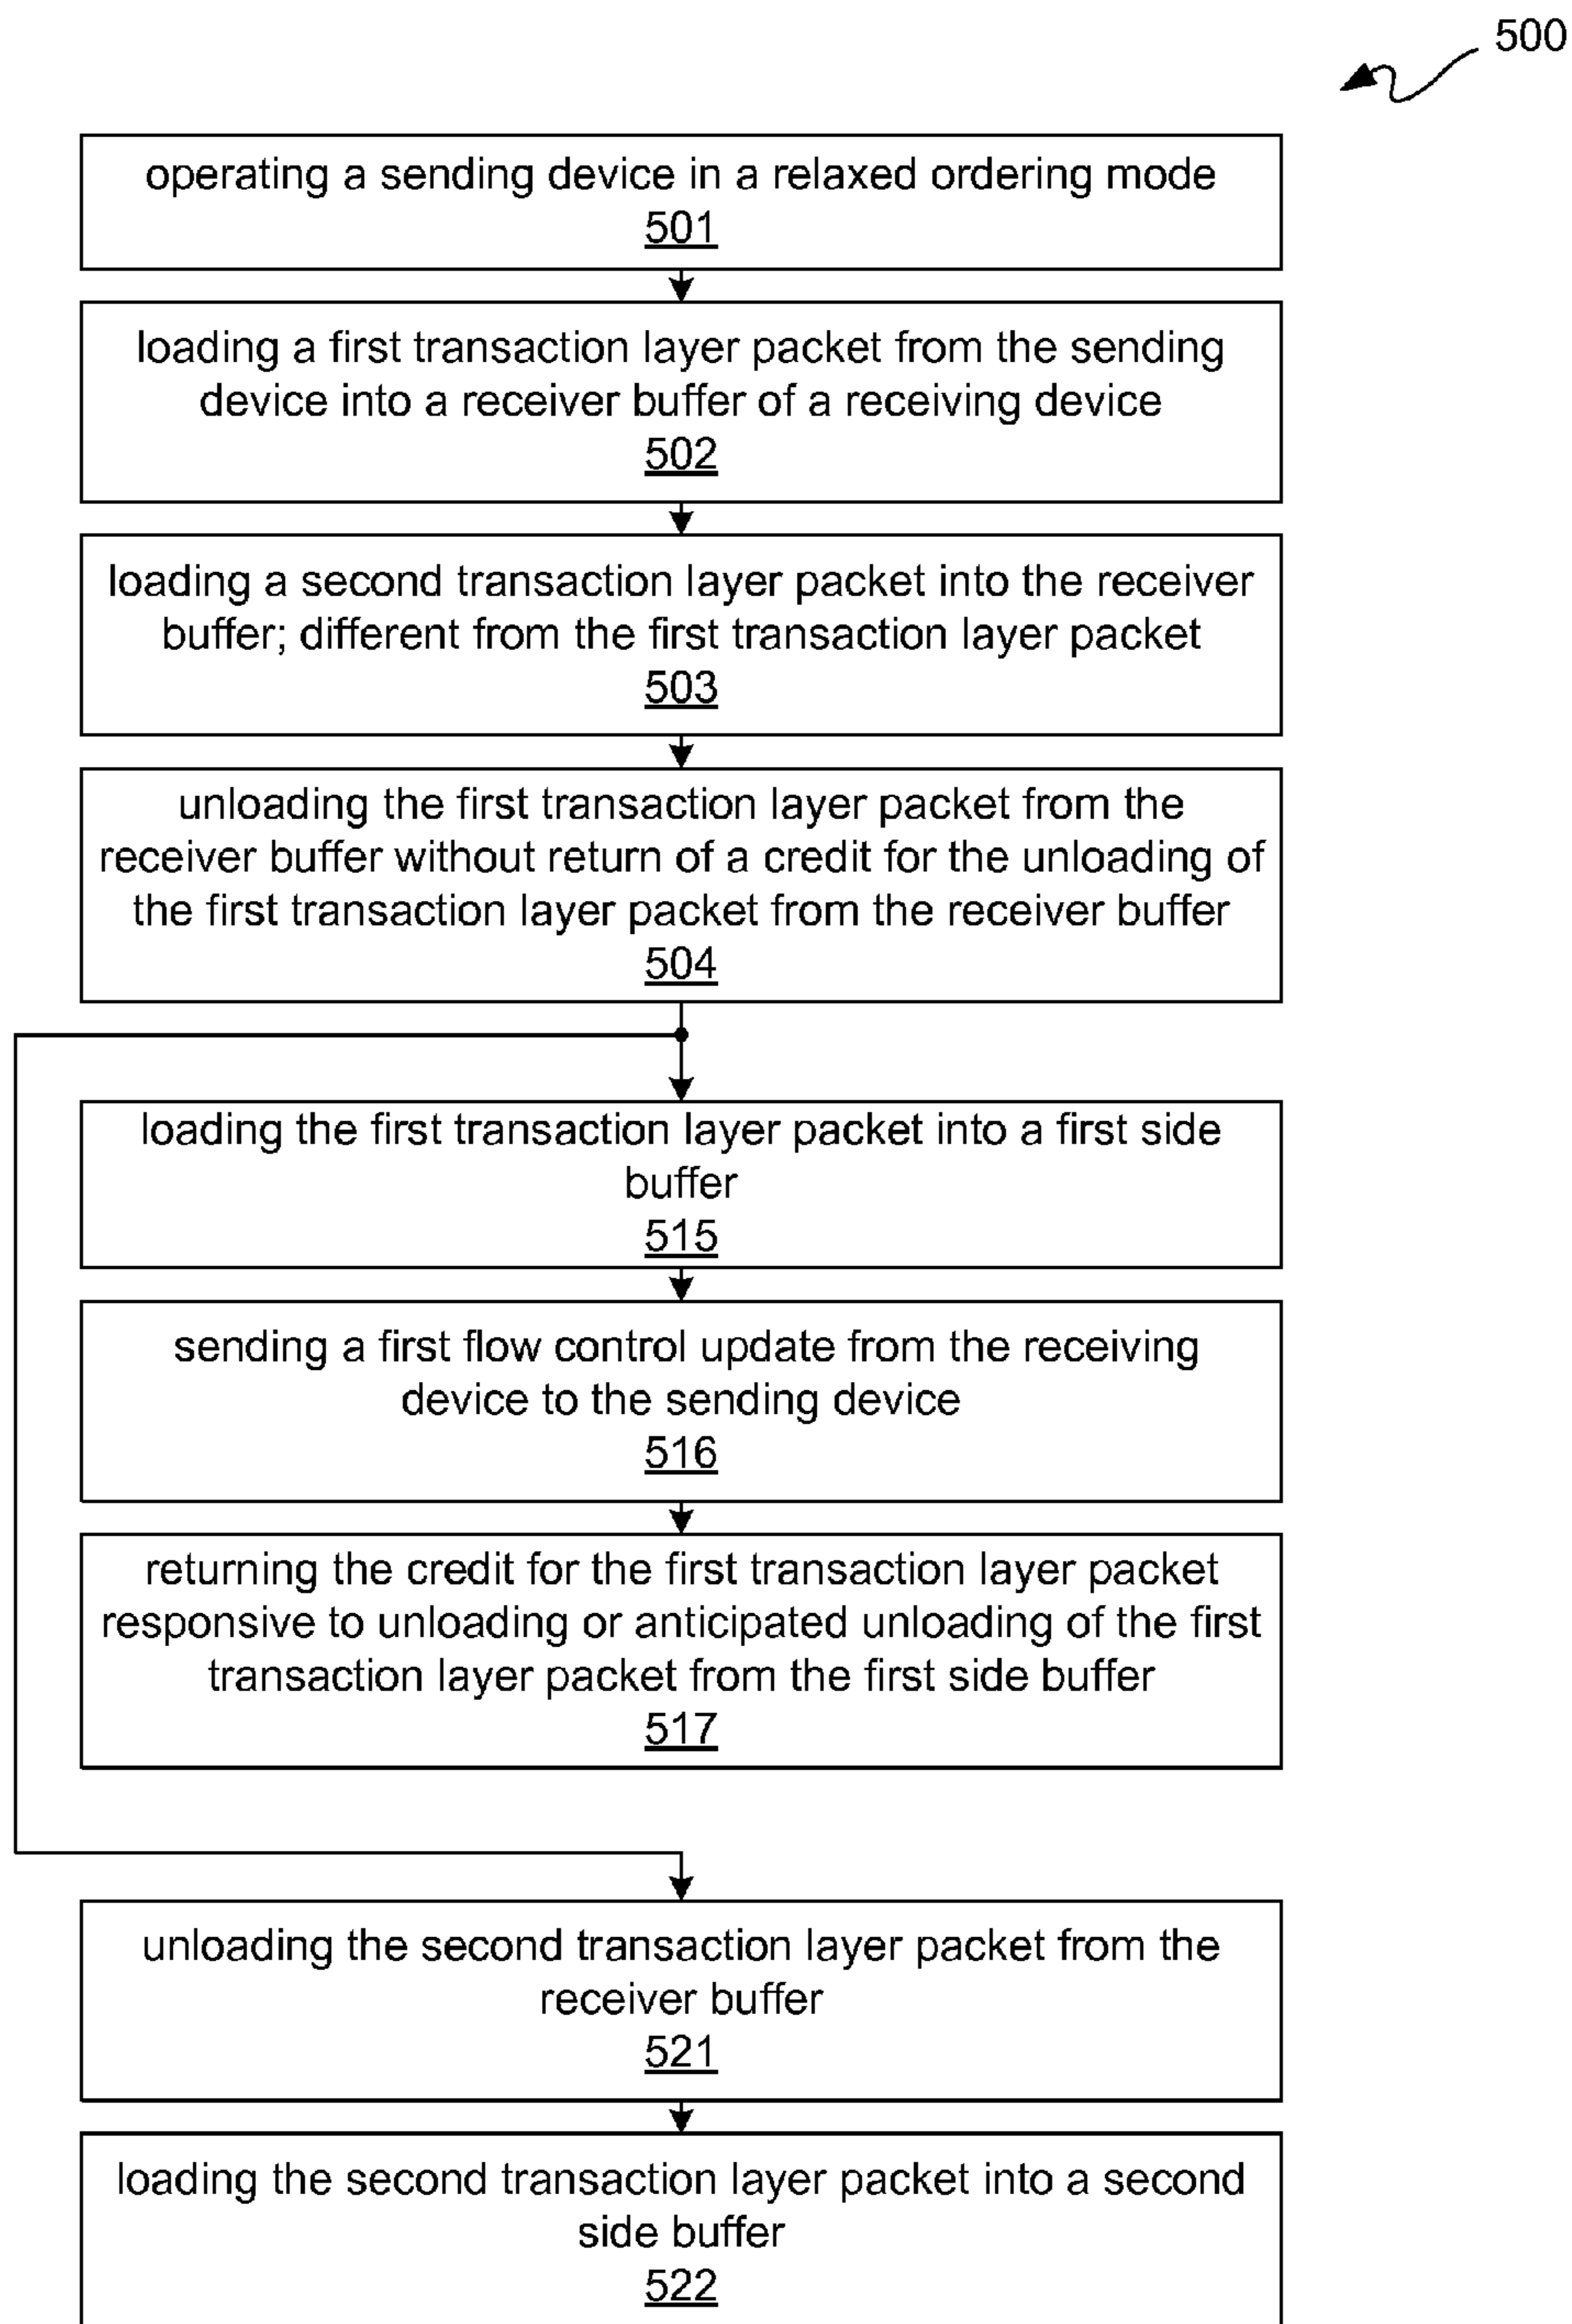 500
operating a sending device in a relaxed ordering mode
501
loading a first transaction layer packet from the sending
device into a receiver buffer of a receiving device
502
loading a second transaction layer packet into the receiver
buffer; different from the first transaction layer packet
503
unloading the first transaction layer packet from the
receiver buffer without return of a credit for the unloading of
the first transaction layer packet from the receiver buffer
504
loading the first transaction layer packet into a first side
buffer
515
sending a first flow control update from the receiving
device to the sending device
516
returning the credit for the first transaction layer packet
responsive to unloading or anticipated unloading of the first
transaction layer packet from the first side buffer
517
unloading the second transaction layer packet from the
receiver buffer
521
loading the second transaction layer packet into a second
side buffer
522